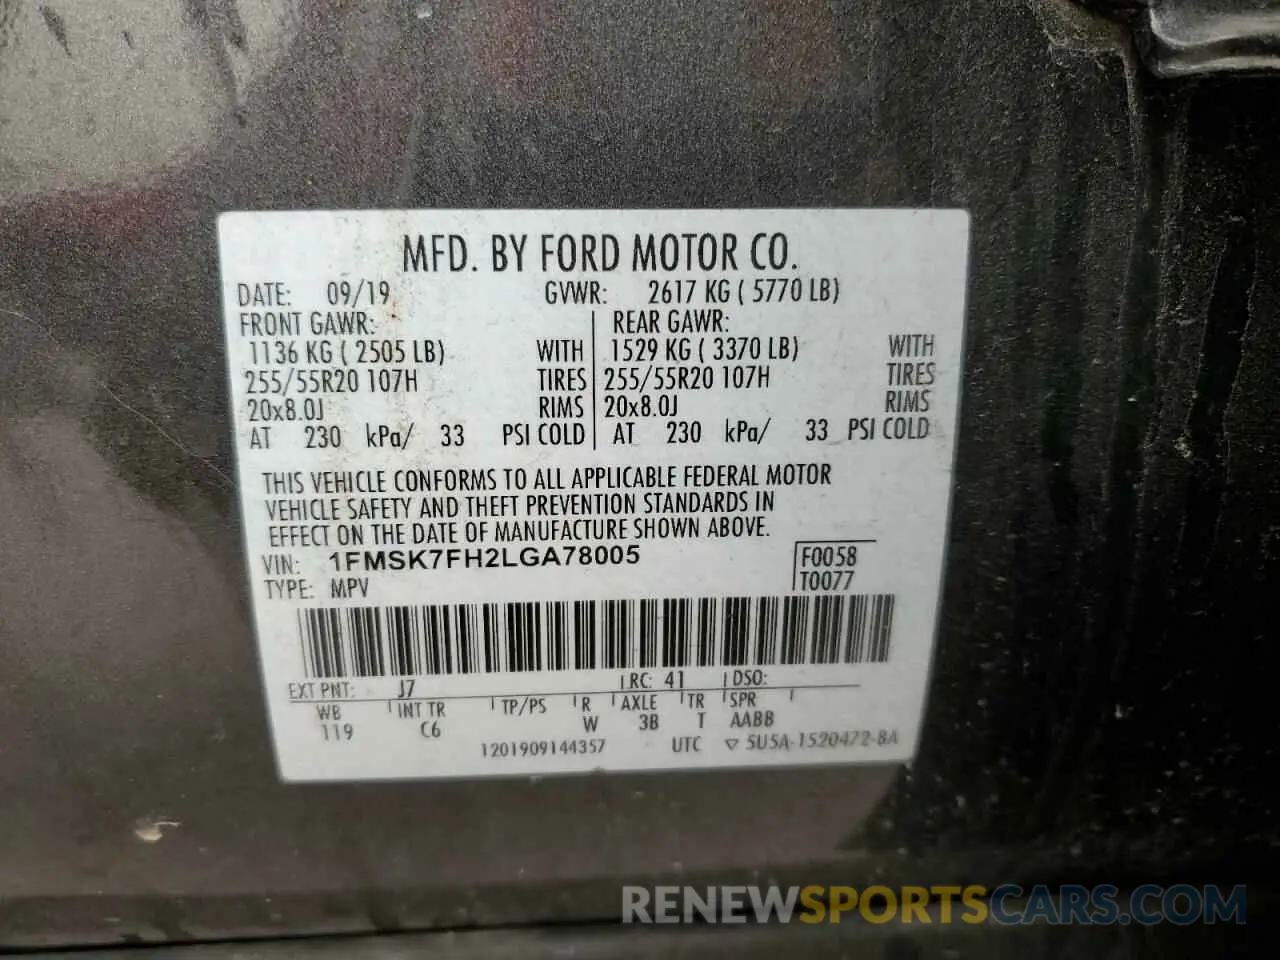 MFD. BY FORD MOTOR CO.
DATE: 09/19 GVWR: 2617 KG ( 5770 LB)
FRONT GAWR: REAR GAWR:
1136 KG ( 2505 LB) WITH 1529 KG ( 3370 LB) WITH
255/55R20 107H TIRES 255/55R20 107H TIRES
20x8.0J RIMS 20x8.0J RIMS
AT 230 kPa/ 33 PSI COLD AT 230 kPa/ 33 PSI COLD
THIS VEHICLE CONFORMS TO ALL APPLICABLE FEDERAL MOTOR
VEHICLE SAFETY AND THEFT PREVENTION STANDARDS IN
EFFECT ON THE DATE OF MANUFACTURE SHOWN ABOVE.
VIN: 1FMSK7FH2LGA78005 F0058
TYPE: MPV T0077
EXT PNT: J7 RC: 41 DSO:
WB INT TR TP/PS R AXLE TR SPR
119 C6 W 3B T AABB
1201909144357 UTC ▽ 5U5A-1520472-BA
RENEWSPORTSCARS.COM